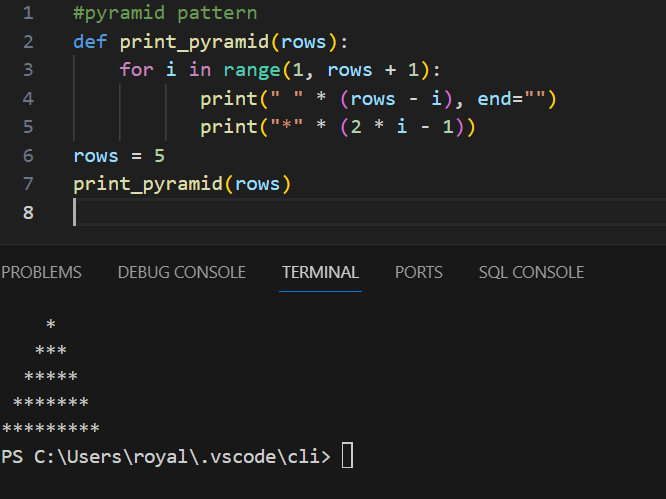 1 #pyramid pattern
2 def print_pyramid(rows):
3     for i in range(1, rows + 1):
4            print(" " * (rows - i), end="")
5            print("*" * (2 * i - 1))
6 rows = 5
7 print_pyramid(rows)
8
PROBLEMS DEBUG CONSOLE TERMINAL PORTS SQL CONSOLE
    *
   ***
  *****
 *******
*********
PS C:\Users\royal\.vscode\cli>